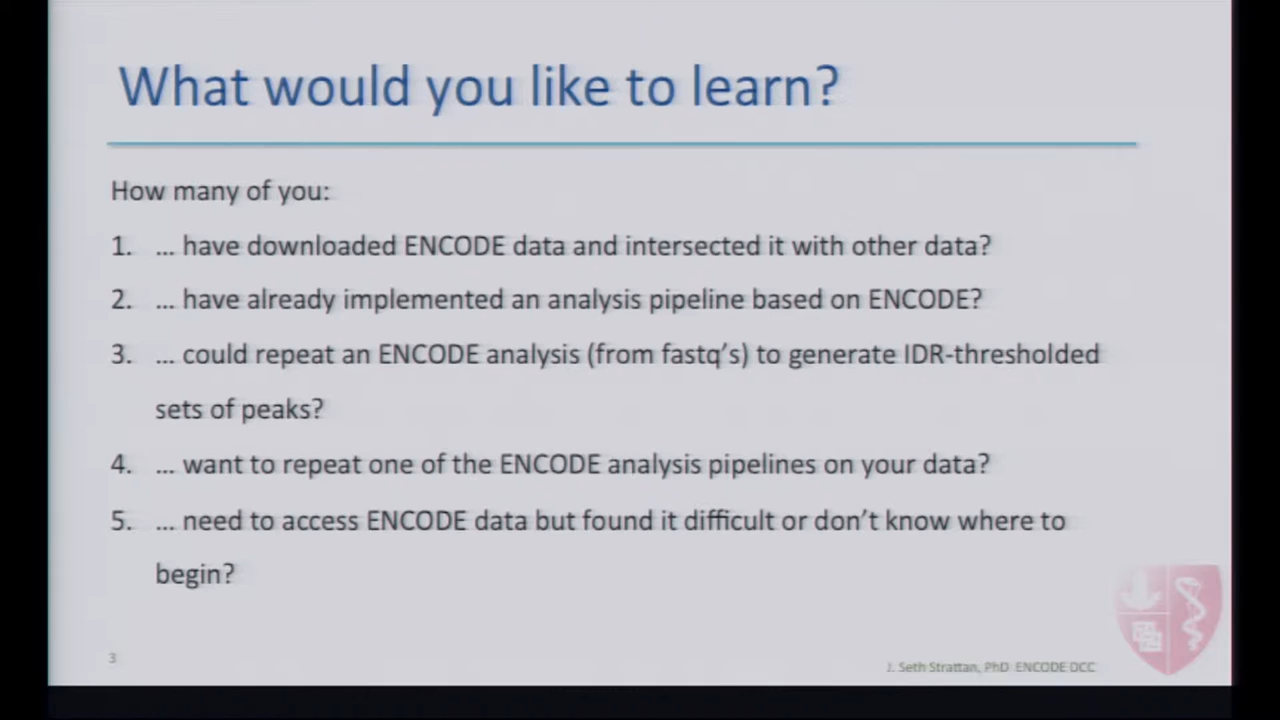 What would you like to learn?
How many of you:
1. … have downloaded ENCODE data and intersected it with other data?
2. … have already implemented an analysis pipeline based on ENCODE?
3. … could repeat an ENCODE analysis (from fastq's) to generate IDR-thresholded
sets of peaks?
4. … want to repeat one of the ENCODE analysis pipelines on your data?
5. … need to access ENCODE data but found it difficult or don't know where to
begin?
3
J. Seth Strattan, PhD ENCODE DCC